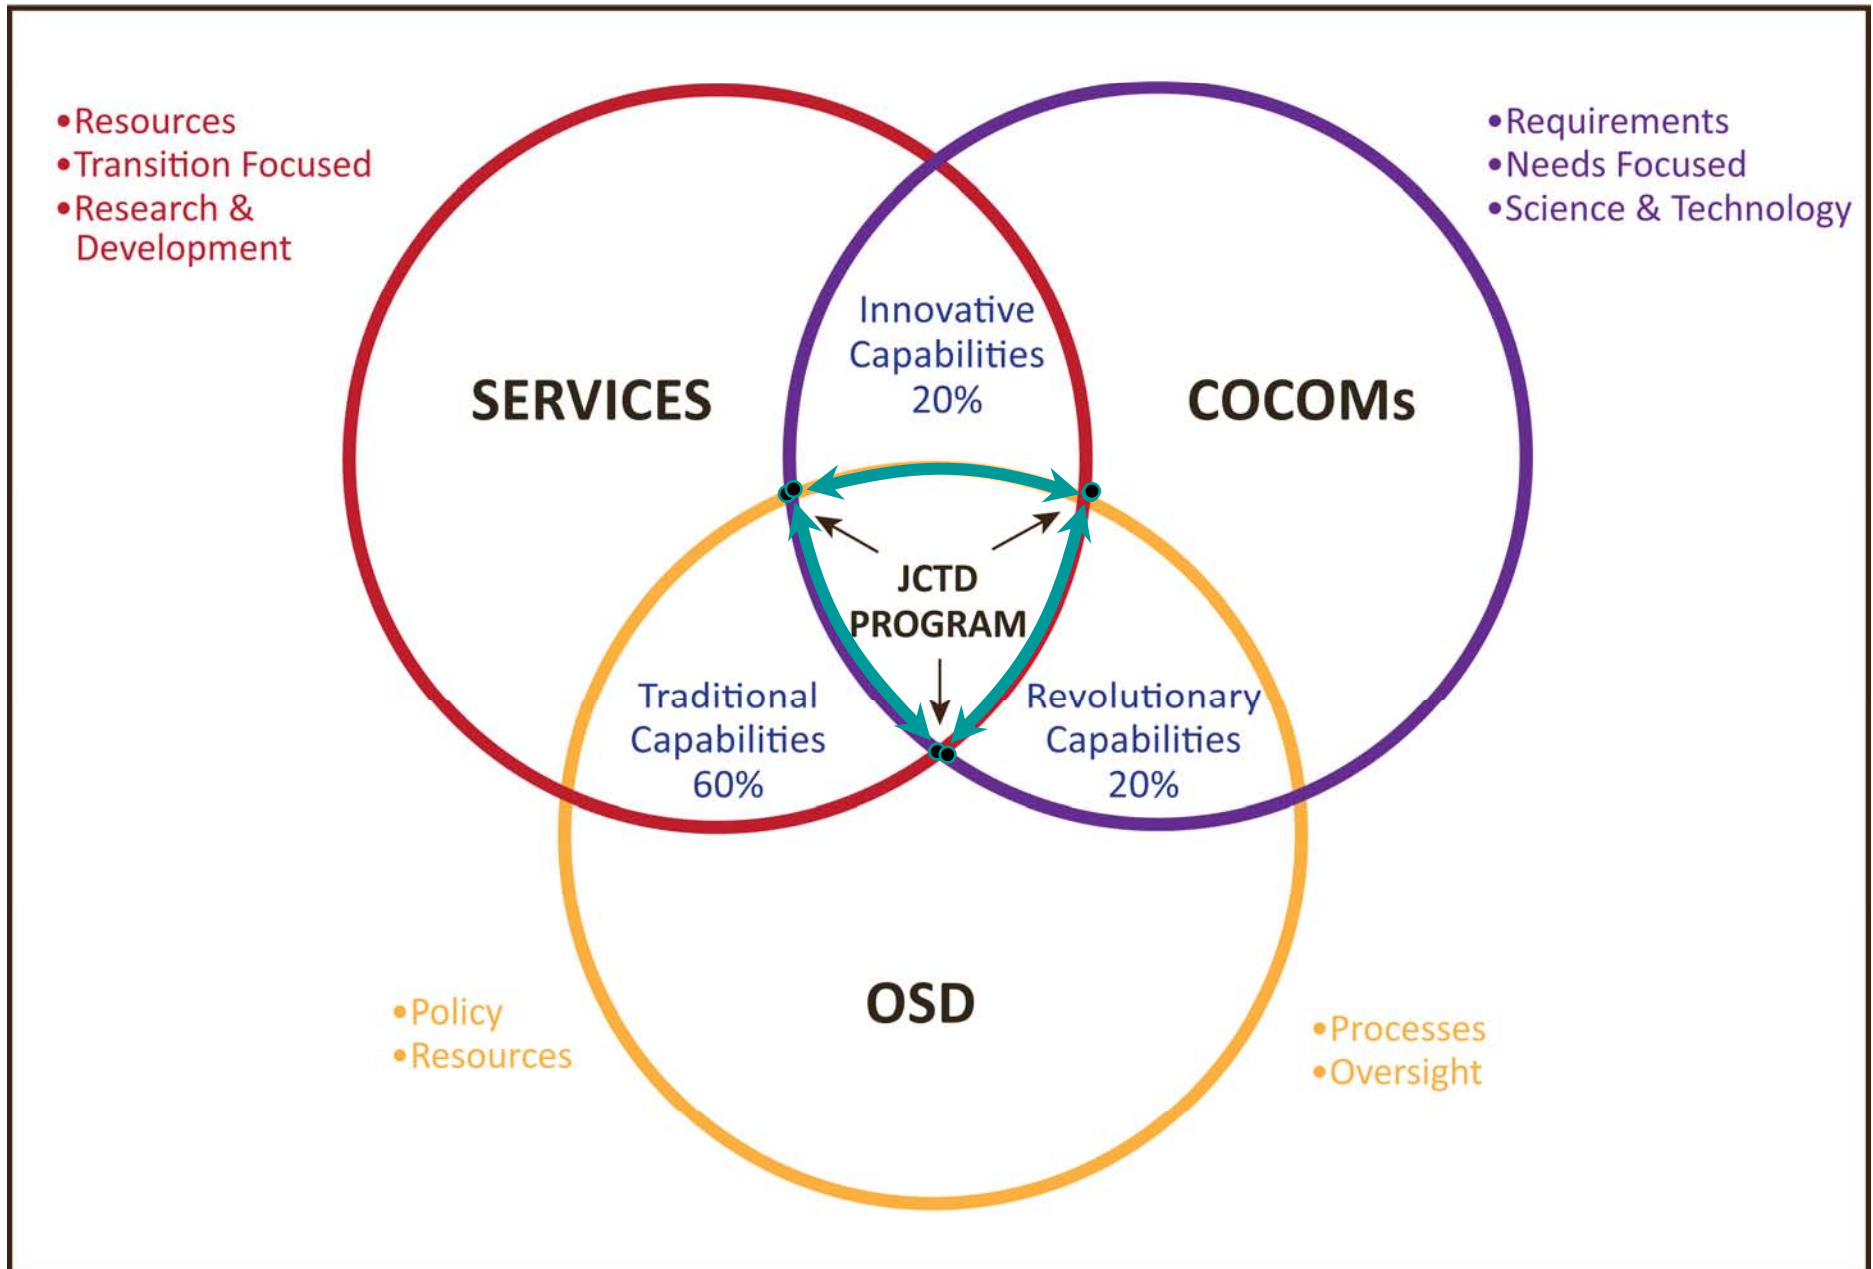 •Resources
•Transition Focused
•Research &
Development
•Requirements
•Needs Focused
•Science & Technology
Innovative
Capabilities
20%
SERVICES
COCOMs
JCTD
PROGRAM
Traditional
Capabilities
60%
Revolutionary
Capabilities
20%
OSD
•Policy
•Resources
•Processes
•Oversight